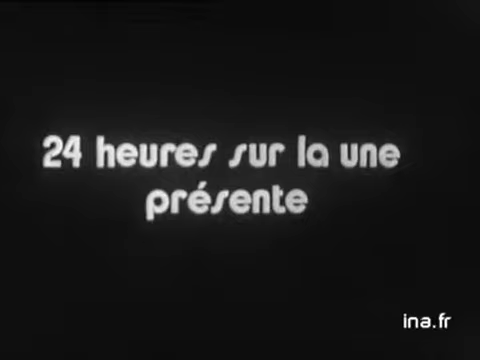 24 heures sur la une
présente
ina.fr